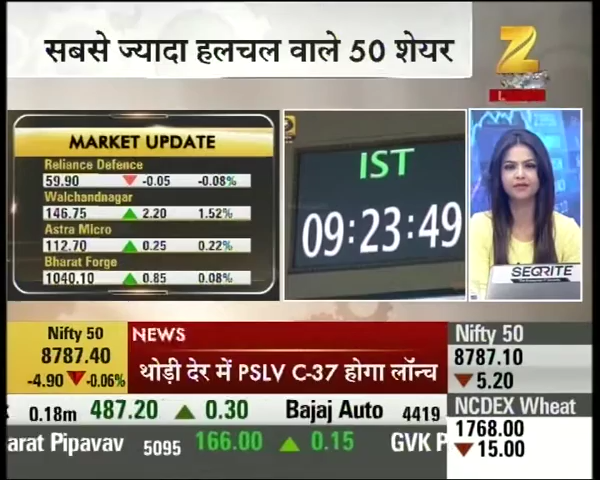 सबसे ज्यादा हलचल वाले 50 शेयर
MARKET UPDATE
Reliance Defence
59.90 -0.05 -0.08%
Walchandnagar
146.75 2.20 1.52%
Astra Micro
112.70 0.25 0.22%
Bharat Forge
1040.10 0.85 0.08%
IST
09:23:49
SEQRITE
Nifty 50
8787.40
-4.90 -0.06%
NEWS
थोड़ी देर में PSLV C-37 होगा लॉन्च
Nifty 50
8787.10
5.20
0.18m 487.20 0.30 Bajaj Auto 4419
NCDEX Wheat
1768.00
15.00
arat Pipavav 5095 166.00 0.15 GVK P